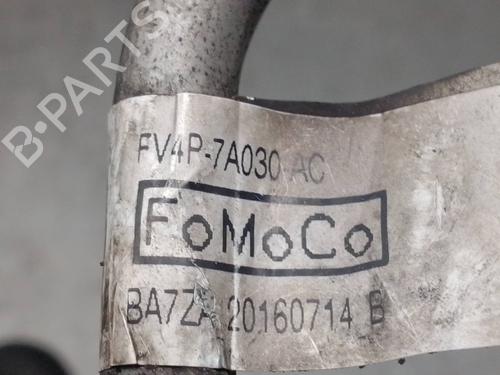 B-PARTS
FV4P-7A030 AC
FoMoCo
BA7ZA 20160714 B